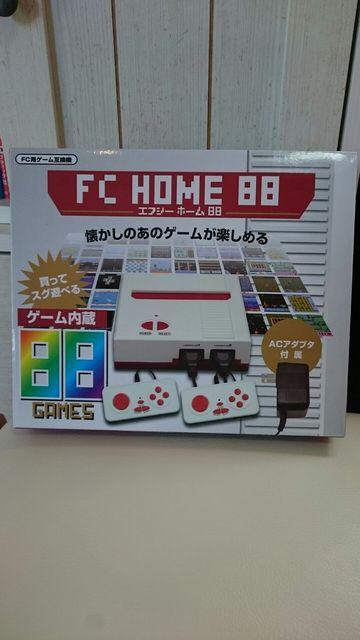 FC用ゲーム互換機
FC HOME 88
エフシー ホーム 88
懐かしのあのゲームが楽しめる
買って
スグ遊べる
ゲーム内蔵
88
GAMES
ACアダプタ
付属